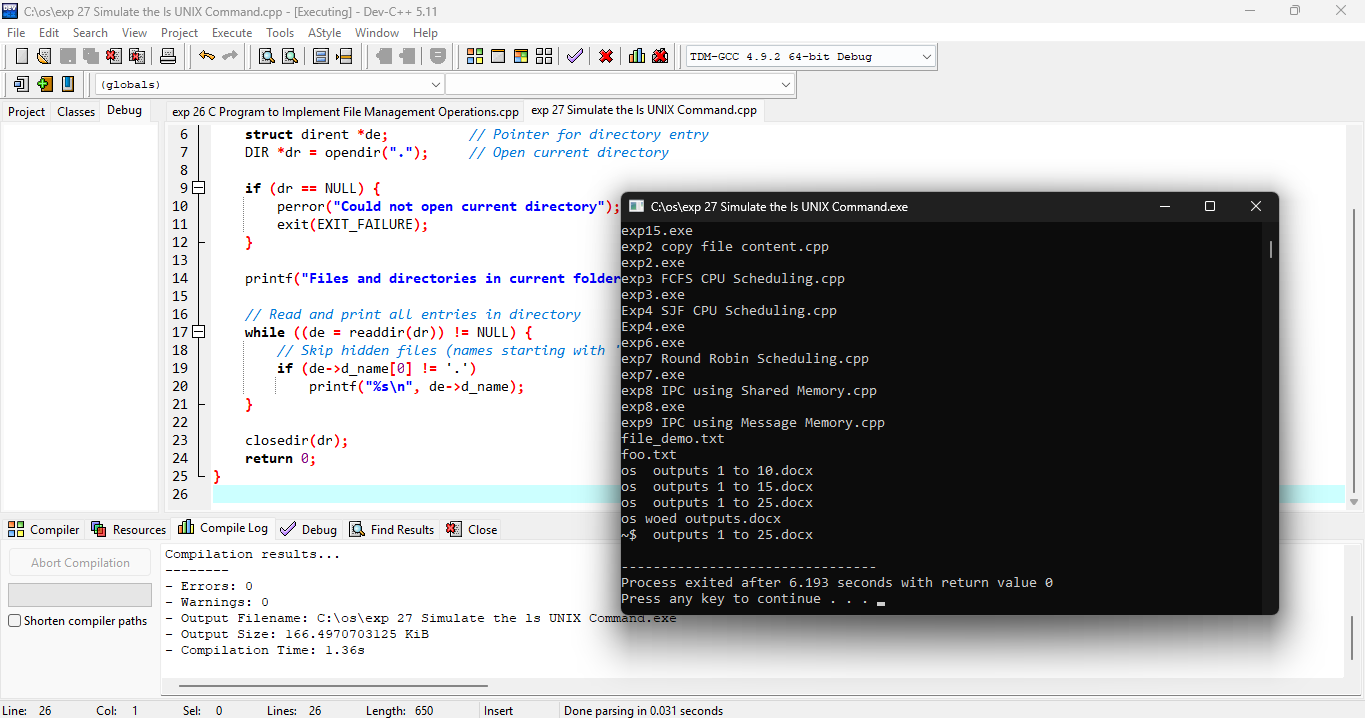 C:\os\exp 27 Simulate the ls UNIX Command.cpp - [Executing] - Dev-C++ 5.11
File Edit Search View Project Execute Tools AStyle Window Help
TDM-GCC 4.9.2 64-bit Debug
(globals)
Project Classes Debug
exp 26 C Program to Implement File Management Operations.cpp exp 27 Simulate the ls UNIX Command.cpp
6 struct dirent *de; // Pointer for directory entry
7 DIR *dr = opendir("."); // Open current directory
8
9 if (dr == NULL) {
10 perror("Could not open current directory");
11 exit(EXIT_FAILURE);
12 }
13
14 printf("Files and directories in current folder
15
16 // Read and print all entries in directory
17 while ((de = readdir(dr)) != NULL) {
18 // Skip hidden files (names starting with '
19 if (de->d_name[0] != '.')
20 printf("%s\n", de->d_name);
21 }
22
23 closedir(dr);
24 return 0;
25 }
26
C:\os\exp 27 Simulate the ls UNIX Command.exe
exp15.exe
exp2 copy file content.cpp
exp2.exe
exp3 FCFS CPU Scheduling.cpp
exp3.exe
Exp4 SJF CPU Scheduling.cpp
Exp4.exe
exp6.exe
exp7 Round Robin Scheduling.cpp
exp7.exe
exp8 IPC using Shared Memory.cpp
exp8.exe
exp9 IPC using Message Memory.cpp
file_demo.txt
foo.txt
os  outputs 1 to 10.docx
os  outputs 1 to 15.docx
os  outputs 1 to 25.docx
os woed outputs.docx
~$  outputs 1 to 25.docx
--------------------------------
Process exited after 6.193 seconds with return value 0
Press any key to continue . . .
Compiler Resources Compile Log Debug Find Results Close
Abort Compilation
Shorten compiler paths
Compilation results...
--------
- Errors: 0
- Warnings: 0
- Output Filename: C:\os\exp 27 Simulate the ls UNIX Command.exe
- Output Size: 166.4970703125 KiB
- Compilation Time: 1.36s
Line: 26 Col: 1 Sel: 0 Lines: 26 Length: 650 Insert Done parsing in 0.031 seconds